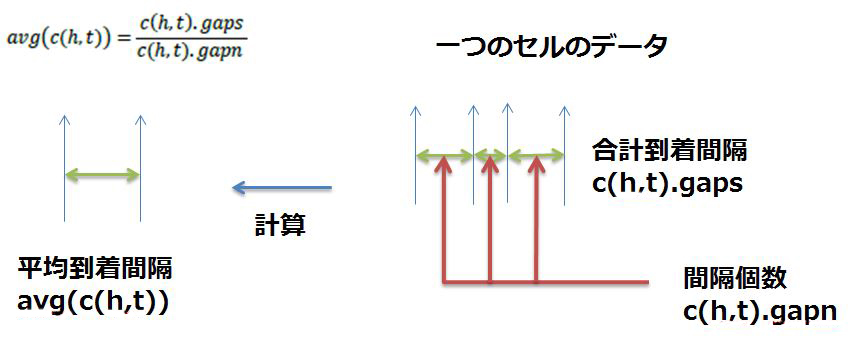 avg(c(h,t)) = c(h,t).gaps / c(h,t).gapn
一つのセルのデータ
合計到着間隔
c(h,t).gaps
計算
平均到着間隔
avg(c(h,t))
間隔個数
c(h,t).gapn